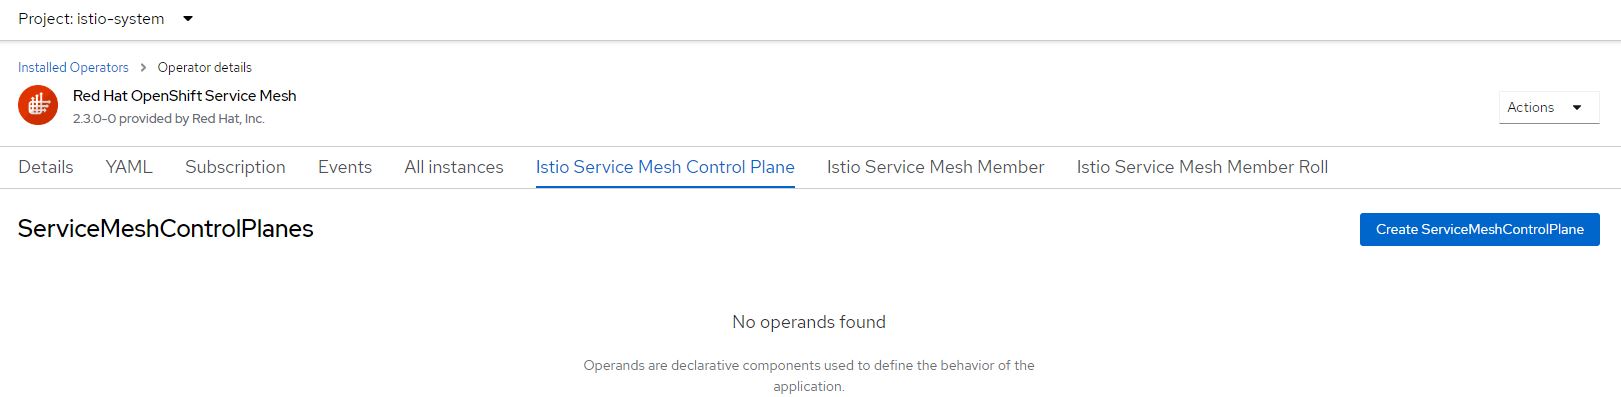 Project: istio-system
Installed Operators > Operator details
Red Hat OpenShift Service Mesh
2.3.0-0 provided by Red Hat, Inc.
Actions
Details YAML Subscription Events All instances Istio Service Mesh Control Plane Istio Service Mesh Member Istio Service Mesh Member Roll
ServiceMeshControlPlanes
Create ServiceMeshControlPlane
No operands found
Operands are declarative components used to define the behavior of the
application.